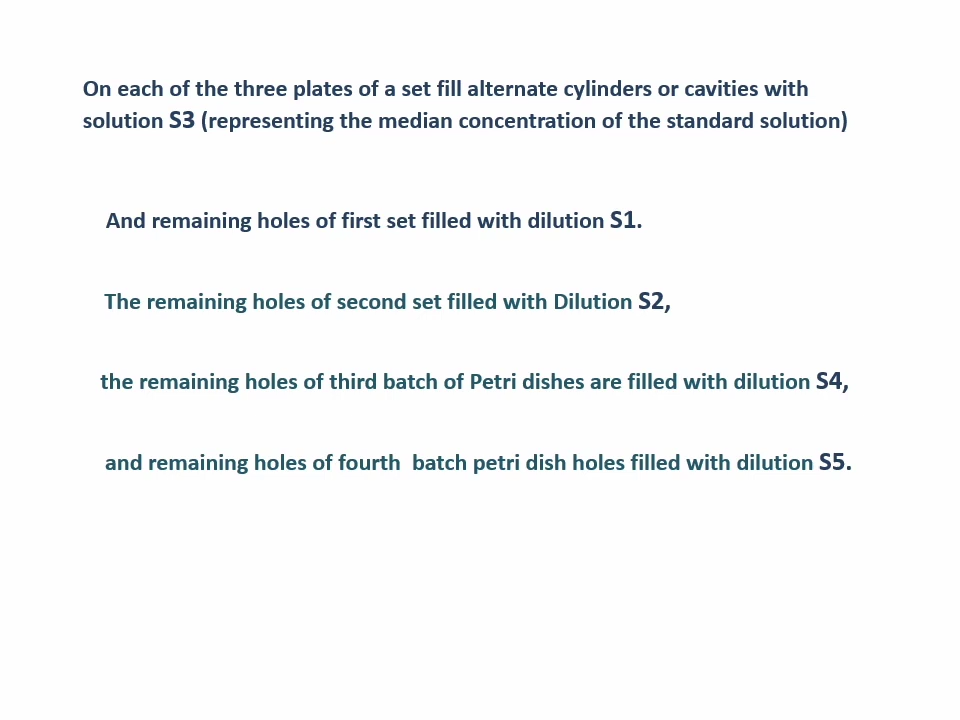 On each of the three plates of a set fill alternate cylinders or cavities with
solution S3 (representing the median concentration of the standard solution)
And remaining holes of first set filled with dilution S1.
The remaining holes of second set filled with Dilution S2,
the remaining holes of third batch of Petri dishes are filled with dilution S4,
and remaining holes of fourth  batch petri dish holes filled with dilution S5.